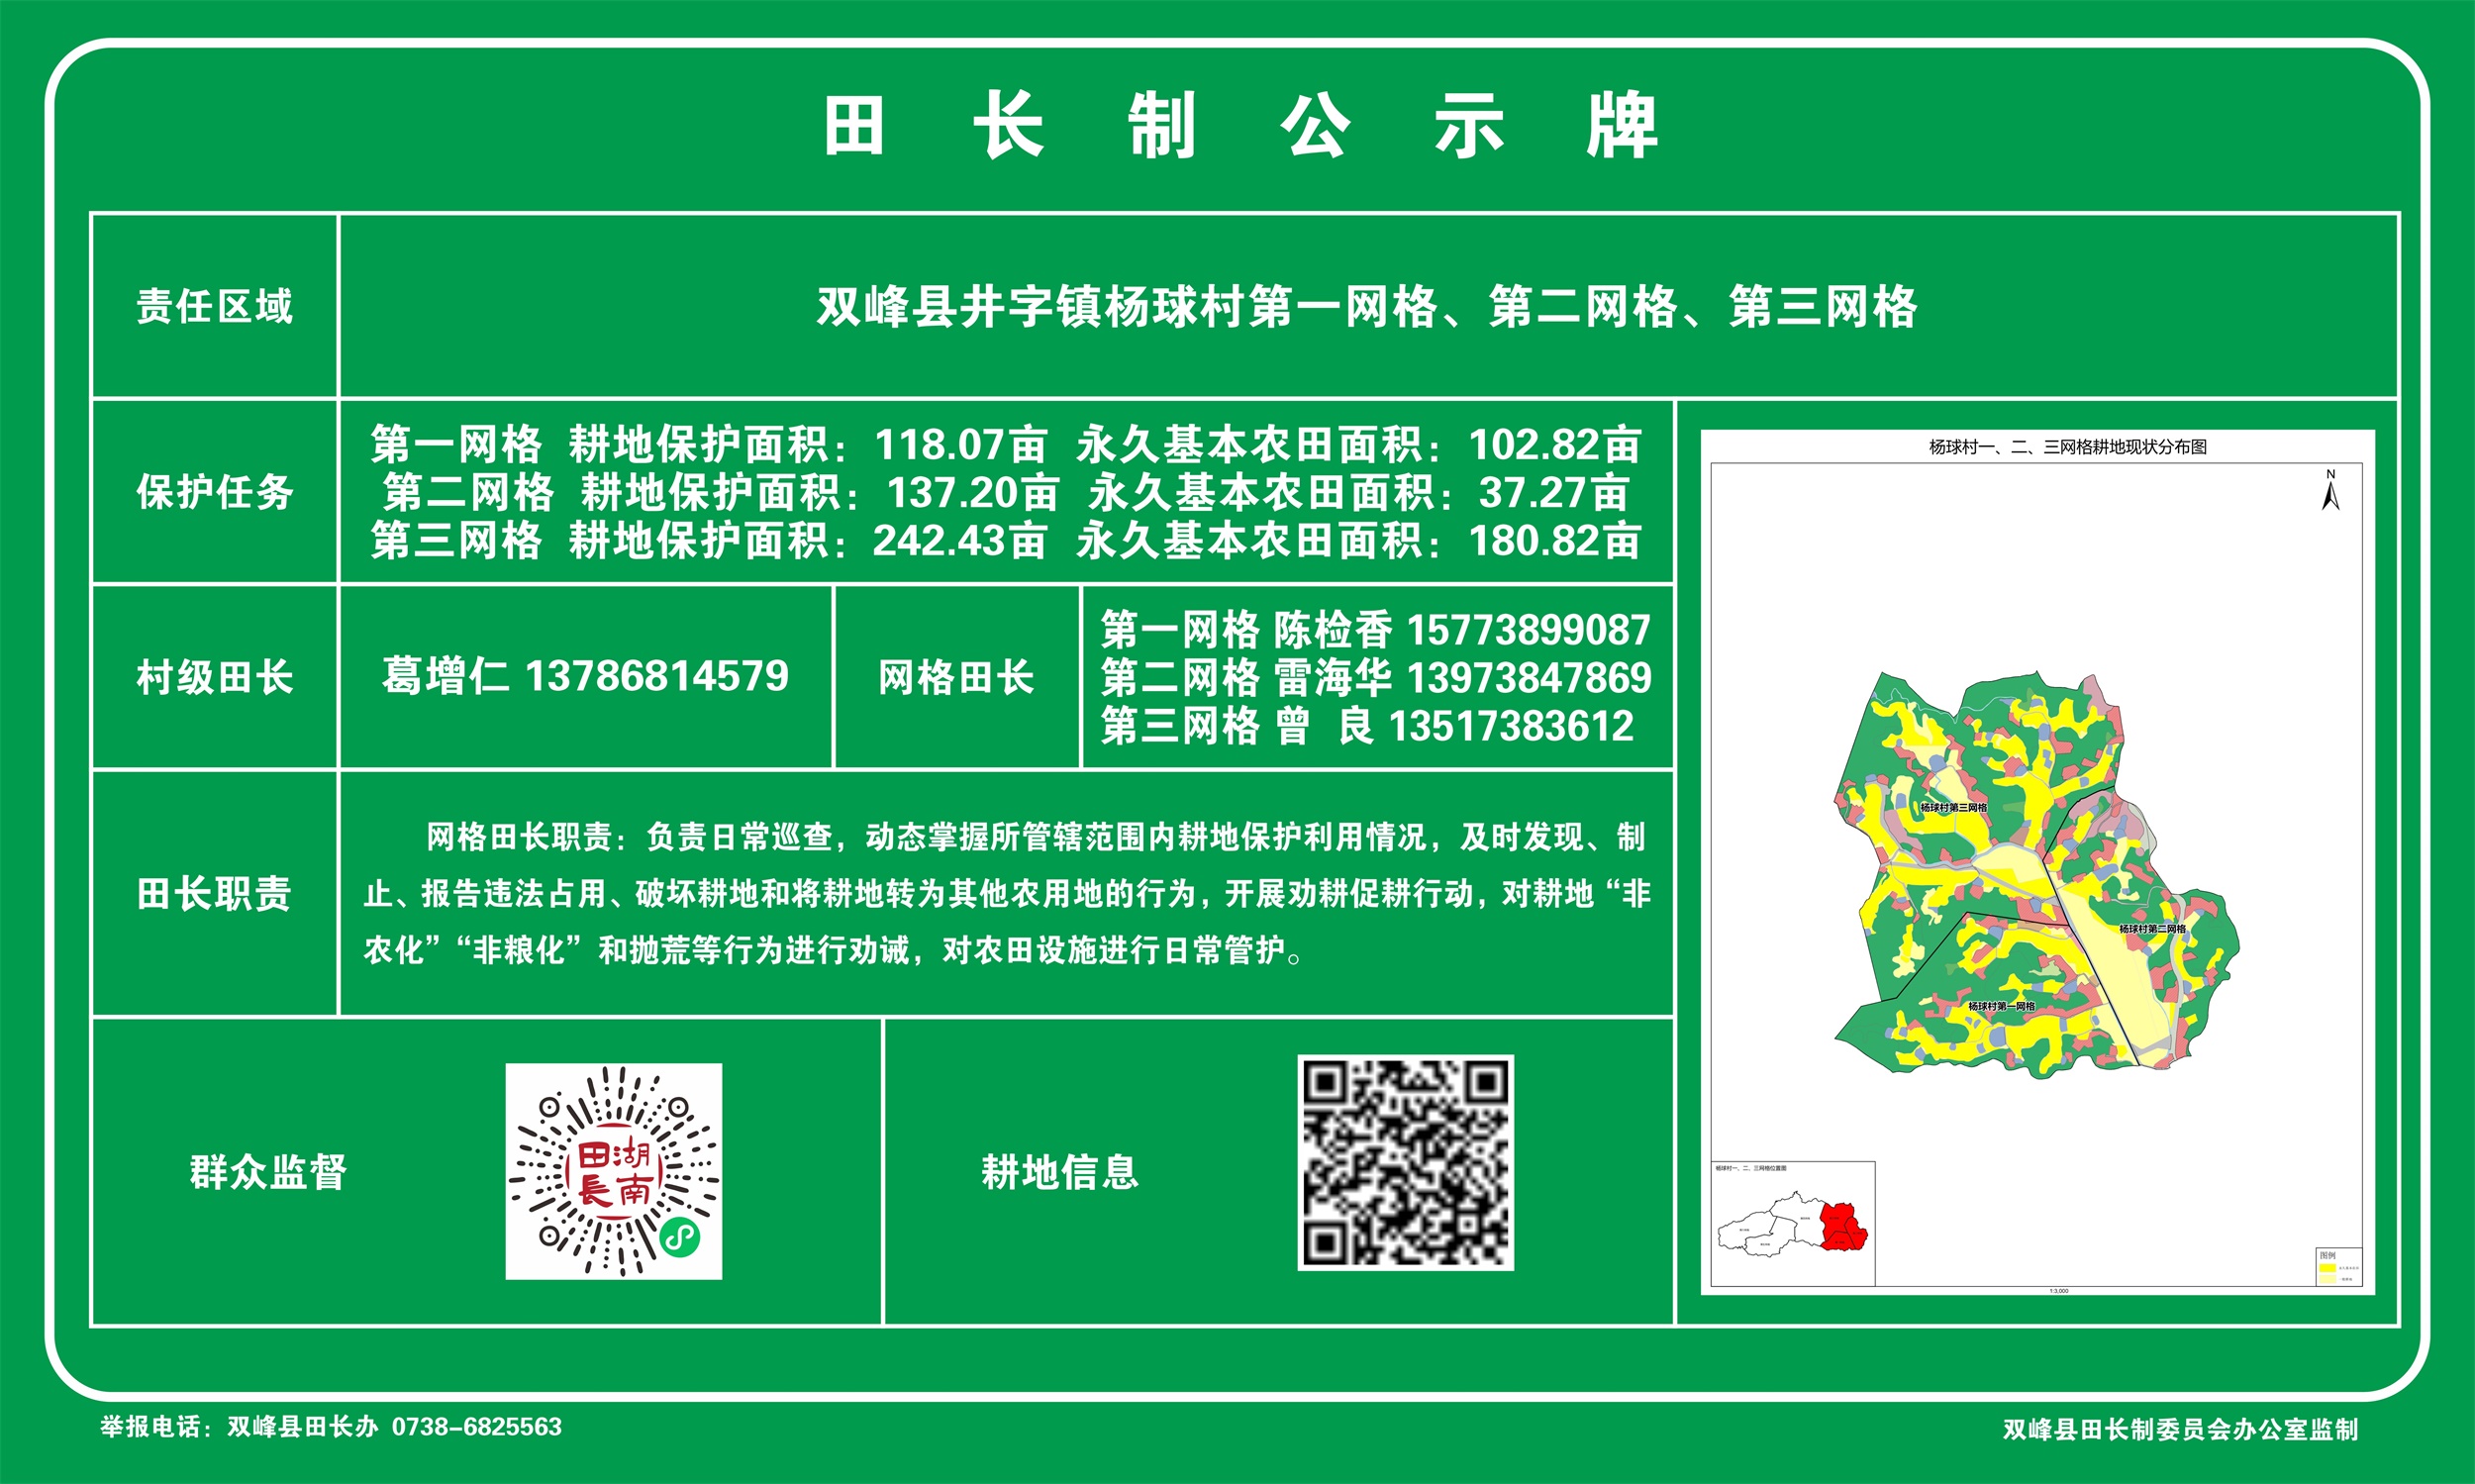 田长制公示牌
责任区域
双峰县井字镇杨球村第一网格、第二网格、第三网格
保护任务
第一网格 耕地保护面积：118.07亩 永久基本农田面积：102.82亩
第二网格 耕地保护面积：137.20亩 永久基本农田面积：37.27亩
第三网格 耕地保护面积：242.43亩 永久基本农田面积：180.82亩
村级田长
葛增仁 13786814579
网格田长
第一网格 陈检香 15773899087
第二网格 雷海华 13973847869
第三网格 曾 良 13517383612
田长职责
网格田长职责：负责日常巡查，动态掌握所管辖范围内耕地保护利用情况，及时发现、制
止、报告违法占用、破坏耕地和将耕地转为其他农用地的行为，开展劝耕促耕行动，对耕地“非
农化”“非粮化”和抛荒等行为进行劝诫，对农田设施进行日常管护。
群众监督
湖南
田長
耕地信息
杨球村一、二、三网格耕地现状分布图
N
杨球村第三网格
杨球村第二网格
杨球村第一网格
杨球村一、二、三网格位置图
图例
1:3,000
举报电话：双峰县田长办 0738-6825563
双峰县田长制委员会办公室监制